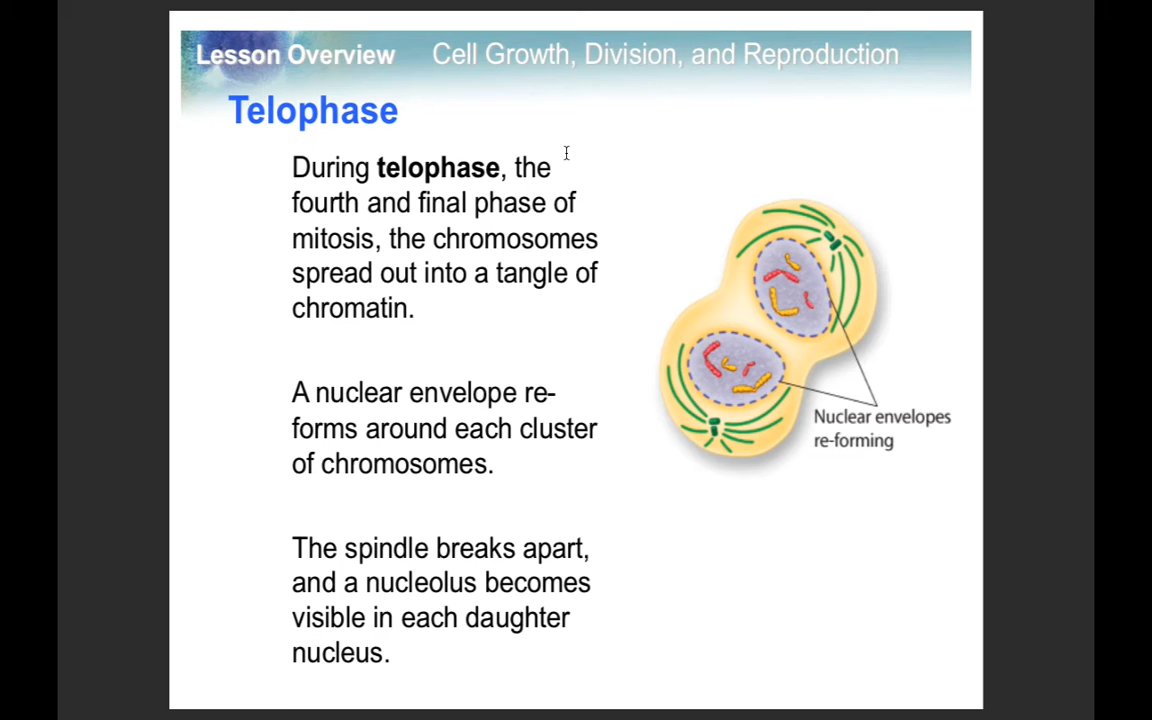 Lesson Overview Cell Growth, Division, and Reproduction
Telophase
During telophase, the
fourth and final phase of
mitosis, the chromosomes
spread out into a tangle of
chromatin.
A nuclear envelope re-
forms around each cluster
of chromosomes.
The spindle breaks apart,
and a nucleolus becomes
visible in each daughter
nucleus.
Nuclear envelopes
re-forming